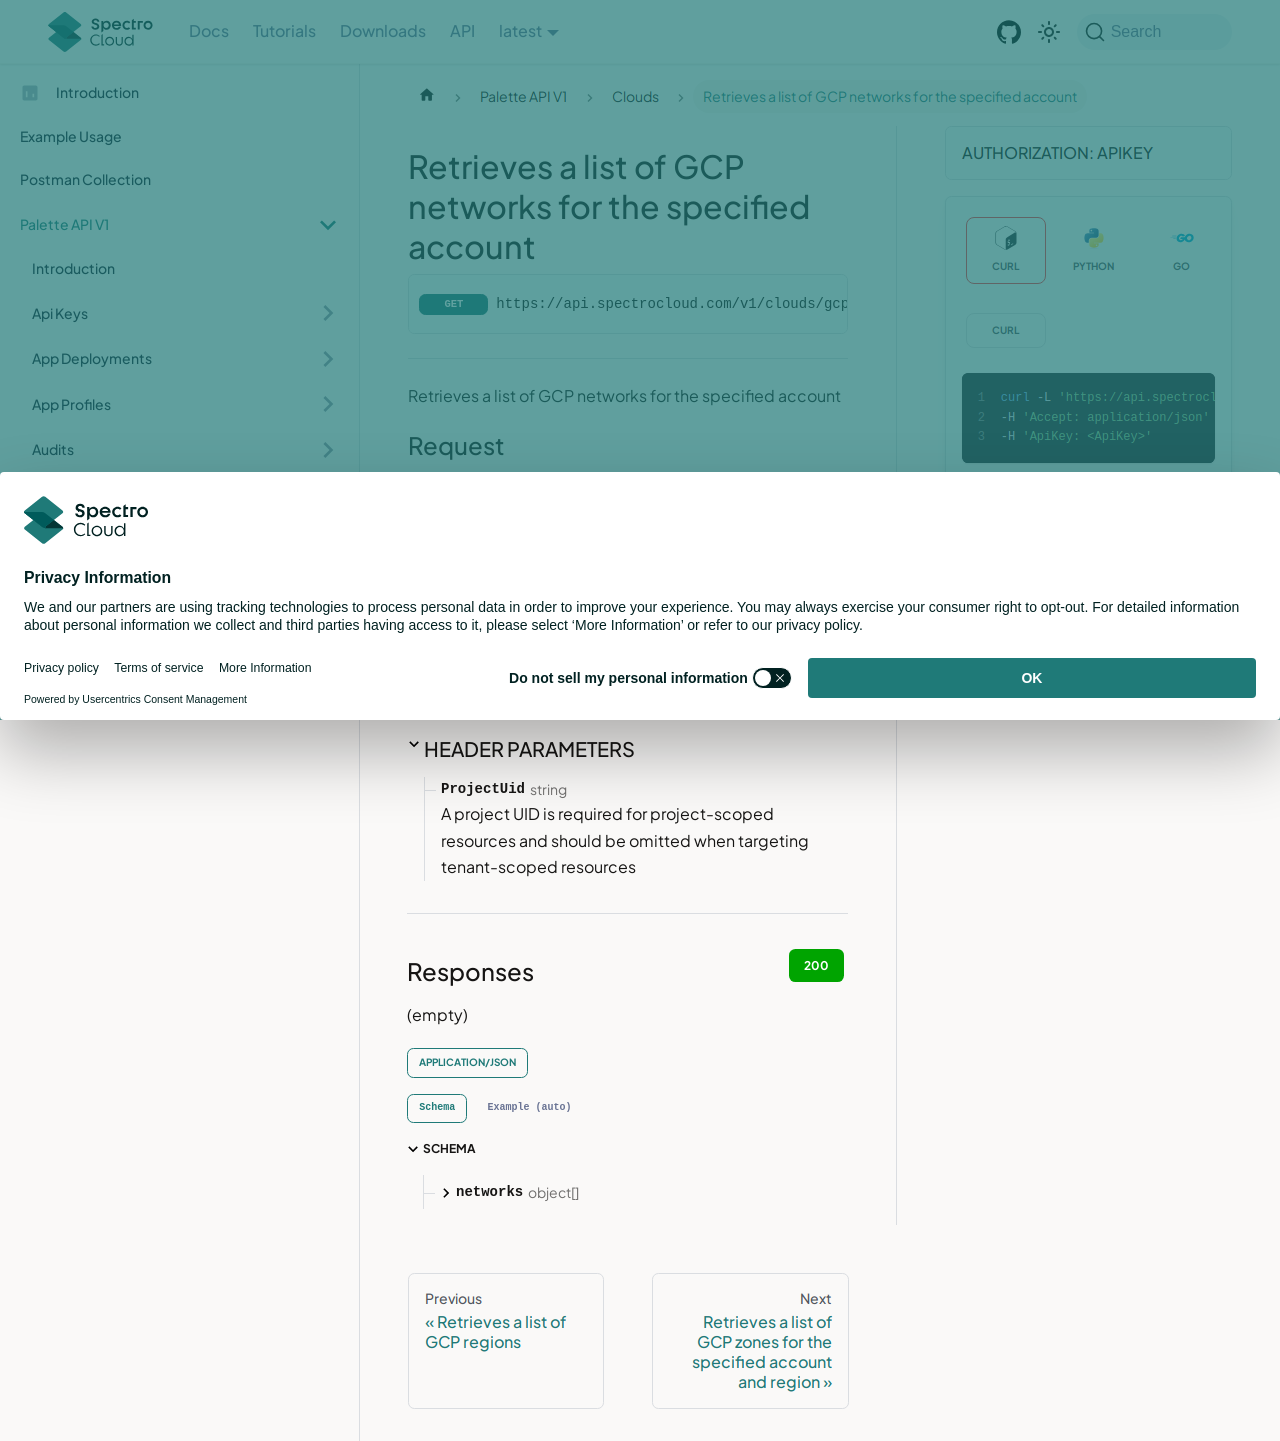 Spectro
Cloud
Docs
Tutorials
Downloads
API
latest
Search
Introduction
Example Usage
Postman Collection
Palette API V1
Introduction
Api Keys
App Deployments
App Profiles
Audits
Palette API V1
Clouds
Retrieves a list of GCP networks for the specified account
Retrieves a list of GCP
networks for the specified
account
GET https://api.spectrocloud.com/v1/clouds/gcp
Retrieves a list of GCP networks for the specified account
Request
AUTHORIZATION: APIKEY
CURL
PYTHON
GO
CURL
1 curl -L 'https://api.spectrocl
2 -H 'Accept: application/json'
3 -H 'ApiKey: <ApiKey>'
Spectro
Cloud
Privacy Information
We and our partners are using tracking technologies to process personal data in order to improve your experience. You may always exercise your consumer right to opt-out. For detailed information
about personal information we collect and third parties having access to it, please select ‘More Information’ or refer to our privacy policy.
Privacy policy
Terms of service
More Information
Powered by Usercentrics Consent Management
Do not sell my personal information
OK
HEADER PARAMETERS
ProjectUid string
A project UID is required for project-scoped
resources and should be omitted when targeting
tenant-scoped resources
Responses
200
(empty)
APPLICATION/JSON
Schema
Example (auto)
SCHEMA
networks object[]
Previous
« Retrieves a list of
GCP regions
Next
Retrieves a list of
GCP zones for the
specified account
and region »